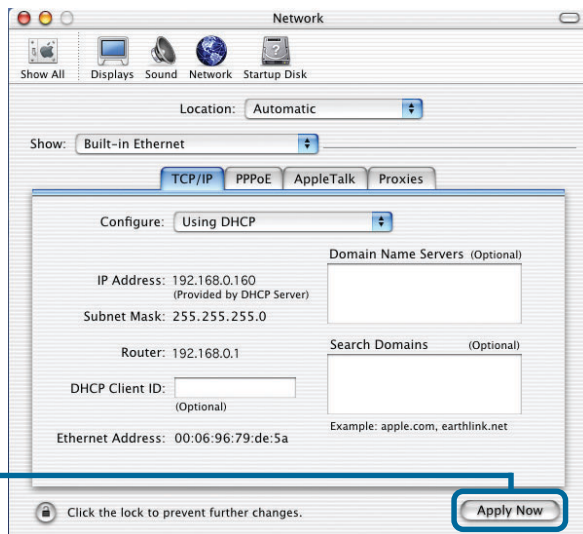 Network
Show All
Displays
Sound
Network
Startup Disk
Location: Automatic
Show: Built-in Ethernet
TCP/IP
PPPoE
AppleTalk
Proxies
Configure: Using DHCP
Domain Name Servers (Optional)
IP Address: 192.168.0.160
(Provided by DHCP Server)
Subnet Mask: 255.255.255.0
Router: 192.168.0.1
Search Domains (Optional)
DHCP Client ID:
(Optional)
Example: apple.com, earthlink.net
Ethernet Address: 00:06:96:79:de:5a
Click the lock to prevent further changes.
Apply Now